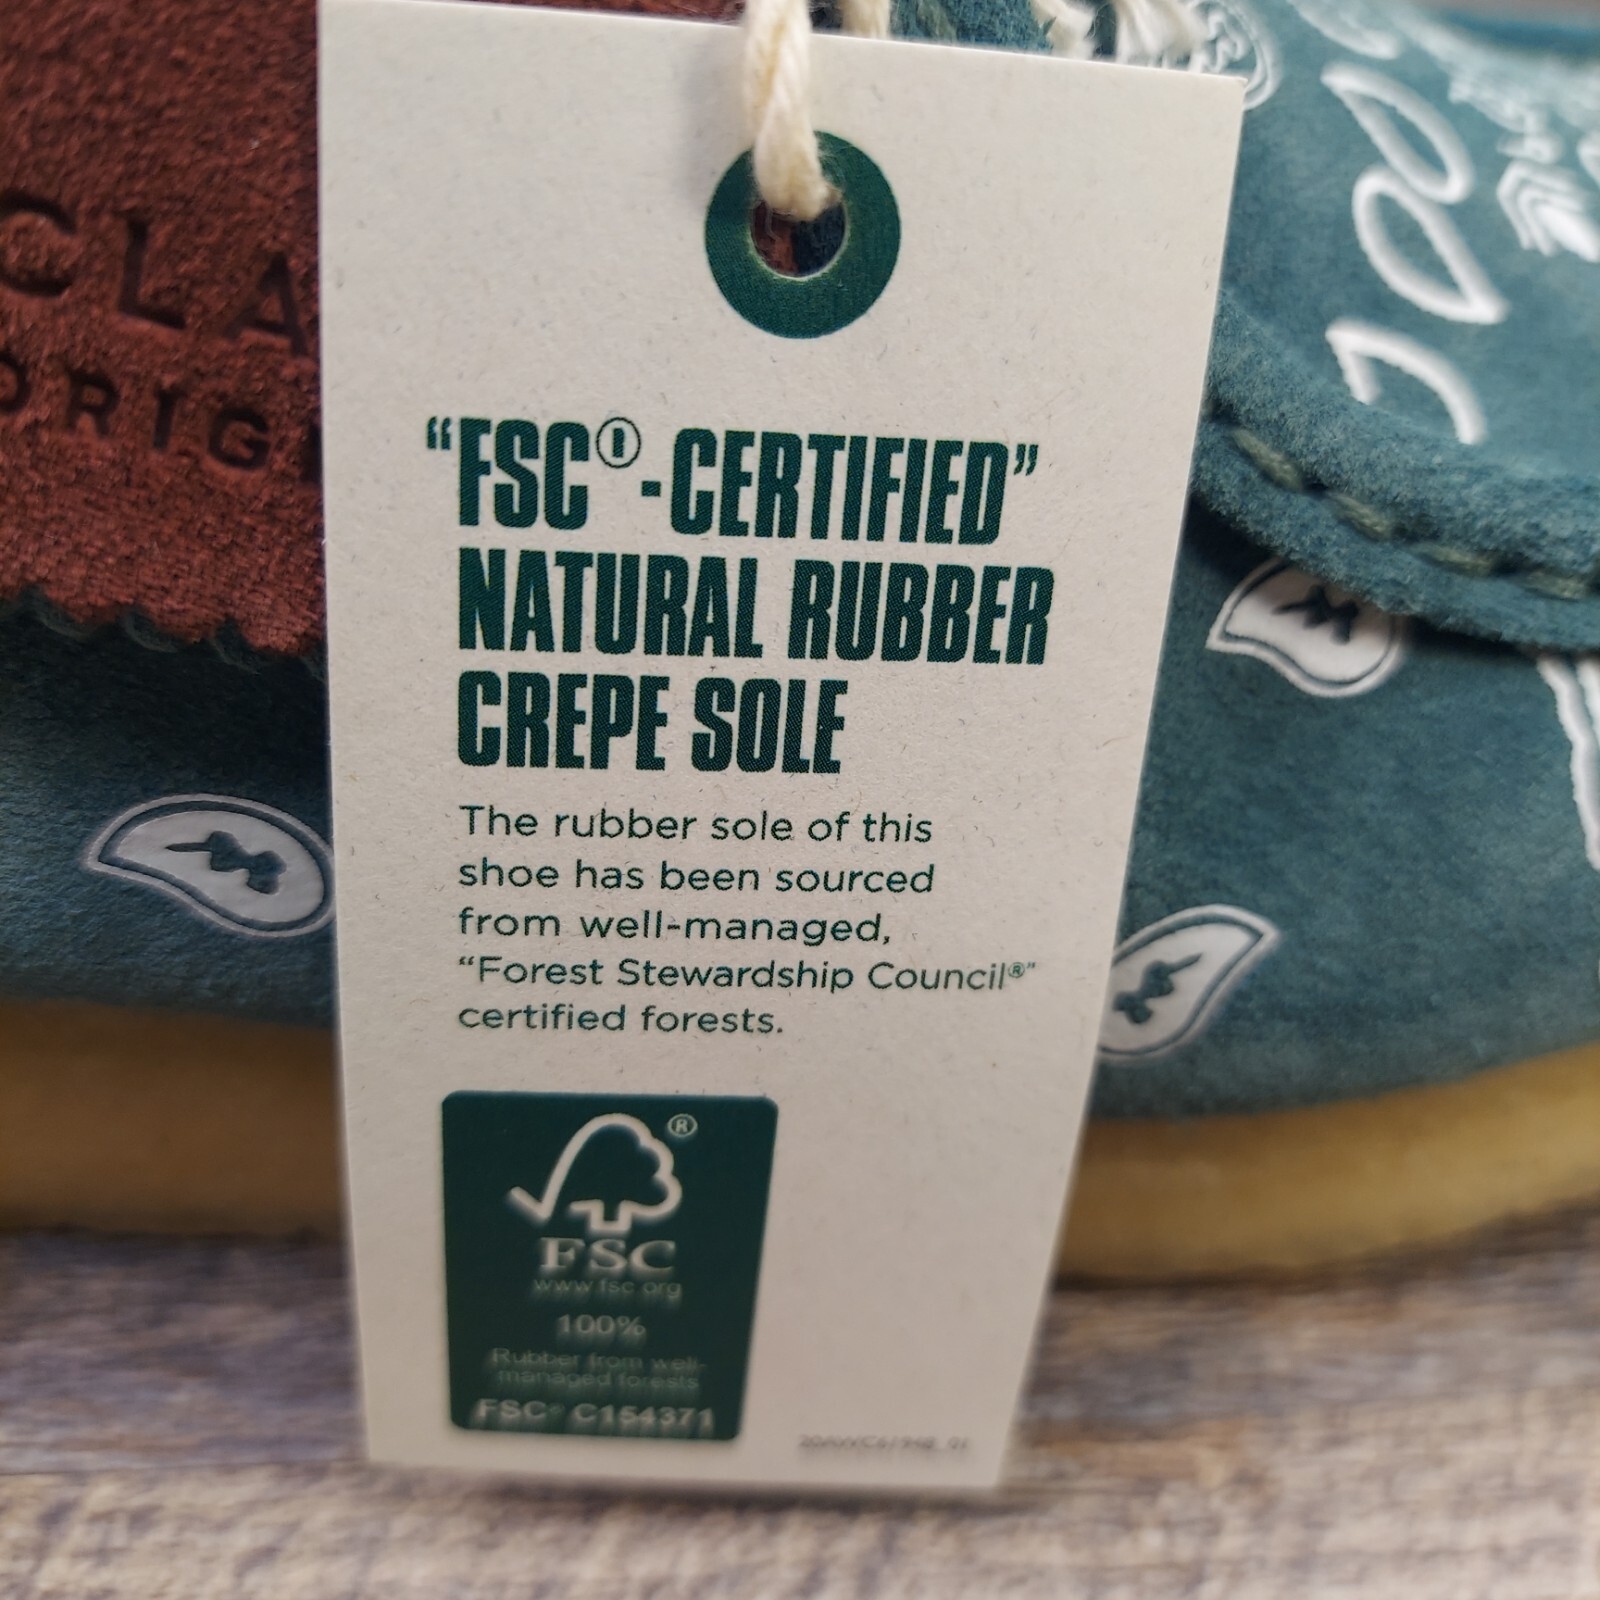 CLA
ORIG
“FSC®-CERTIFIED”
NATURAL RUBBER
CREPE SOLE
The rubber sole of this
shoe has been sourced
from well-managed,
“Forest Stewardship Council®”
certified forests.
®
FSC
www.fsc.org
100%
Rubber from well-
managed forests
FSC® C154371